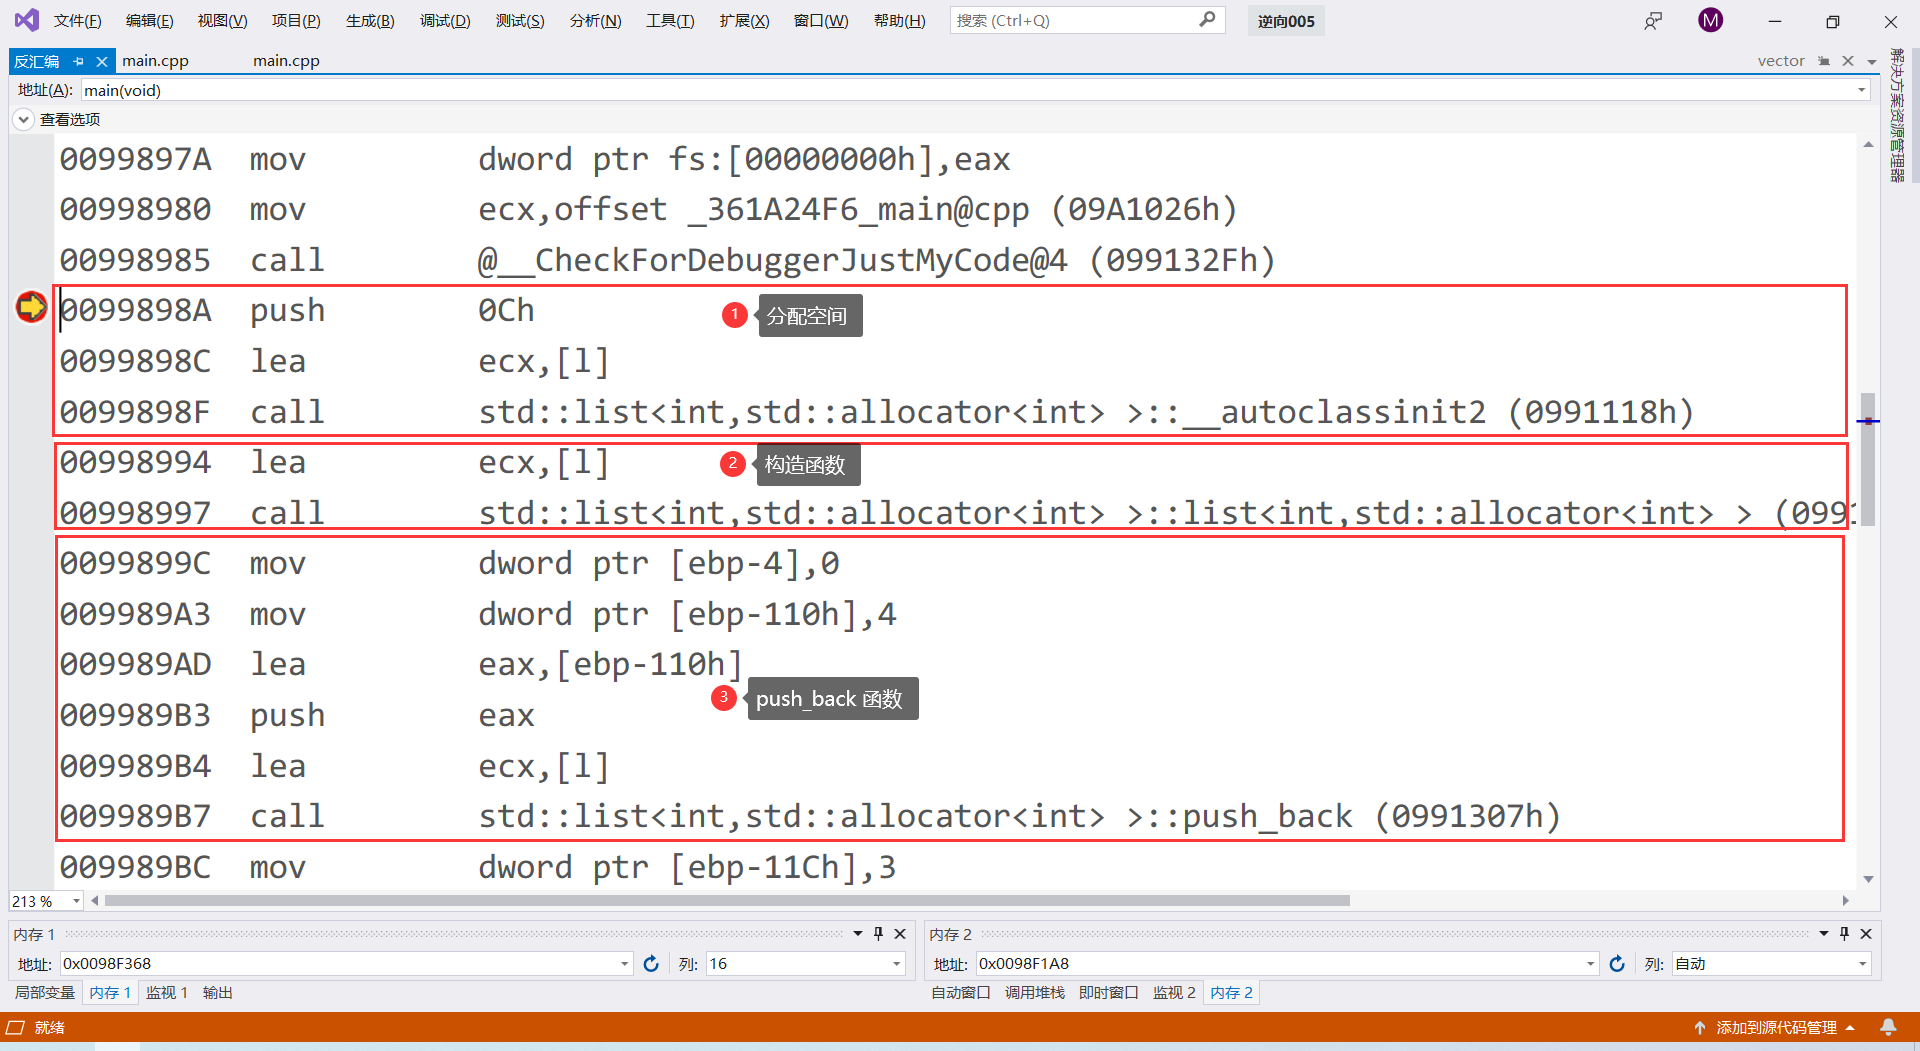 文件(F) 编辑(E) 视图(V) 项目(P) 生成(B) 调试(D) 测试(S) 分析(N) 工具(T) 扩展(X) 窗口(W) 帮助(H) 搜索 (Ctrl+Q) 逆向005 M
反汇编 main.cpp main.cpp vector
地址(A): main(void)
查看选项
解决方案资源管理器
0099897A mov dword ptr fs:[00000000h],eax
00998980 mov ecx,offset _361A24F6_main@cpp (09A1026h)
00998985 call @__CheckForDebuggerJustMyCode@4 (099132Fh)
0099898A push 0Ch
1 分配空间
0099898C lea ecx,[l]
0099898F call std::list<int,std::allocator<int> >::__autoclassinit2 (0991118h)
00998994 lea ecx,[l]
2 构造函数
00998997 call std::list<int,std::allocator<int> >::list<int,std::allocator<int> > (0991
0099899C mov dword ptr [ebp-4],0
009989A3 mov dword ptr [ebp-110h],4
009989AD lea eax,[ebp-110h]
3 push_back 函数
009989B3 push eax
009989B4 lea ecx,[l]
009989B7 call std::list<int,std::allocator<int> >::push_back (0991307h)
009989BC mov dword ptr [ebp-11Ch],3
213 %
内存 1 内存 2
地址: 0x0098F368 列: 16 地址: 0x0098F1A8 列: 自动
局部变量 内存 1 监视 1 输出 自动窗口 调用堆栈 即时窗口 监视 2 内存 2
就绪 添加到源代码管理